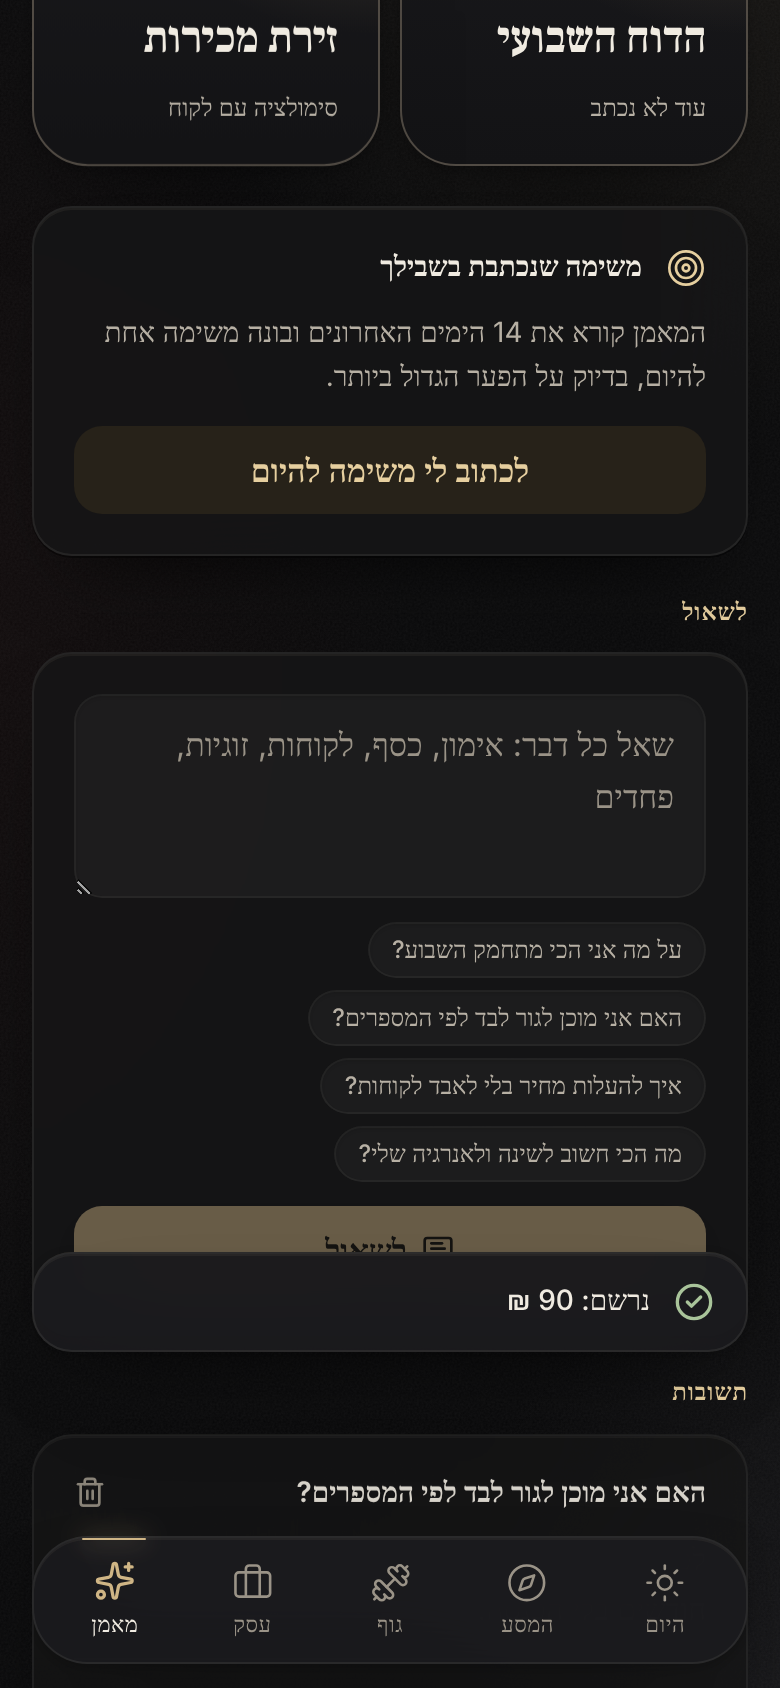 הדוח השבועי
עוד לא נכתב
זירת מכירות
סימולציה עם לקוח
משימה שנכתבת בשבילך
המאמן קורא את 14 הימים האחרונים ובונה משימה אחת
להיום, בדיוק על הפער הגדול ביותר.
לכתוב לי משימה להיום
לשאול
שאל כל דבר: אימון, כסף, לקוחות, זוגיות,
פחדים
על מה אני הכי מתחמק השבוע?
האם אני מוכן לגור לבד לפי המספרים?
איך להעלות מחיר בלי לאבד לקוחות?
מה הכי חשוב לשינה ולאנרגיה שלי?
לשאול
נרשם: 90 ₪
תשובות
האם אני מוכן לגור לבד לפי המספרים?
היום
המסע
גוף
עסק
מאמן